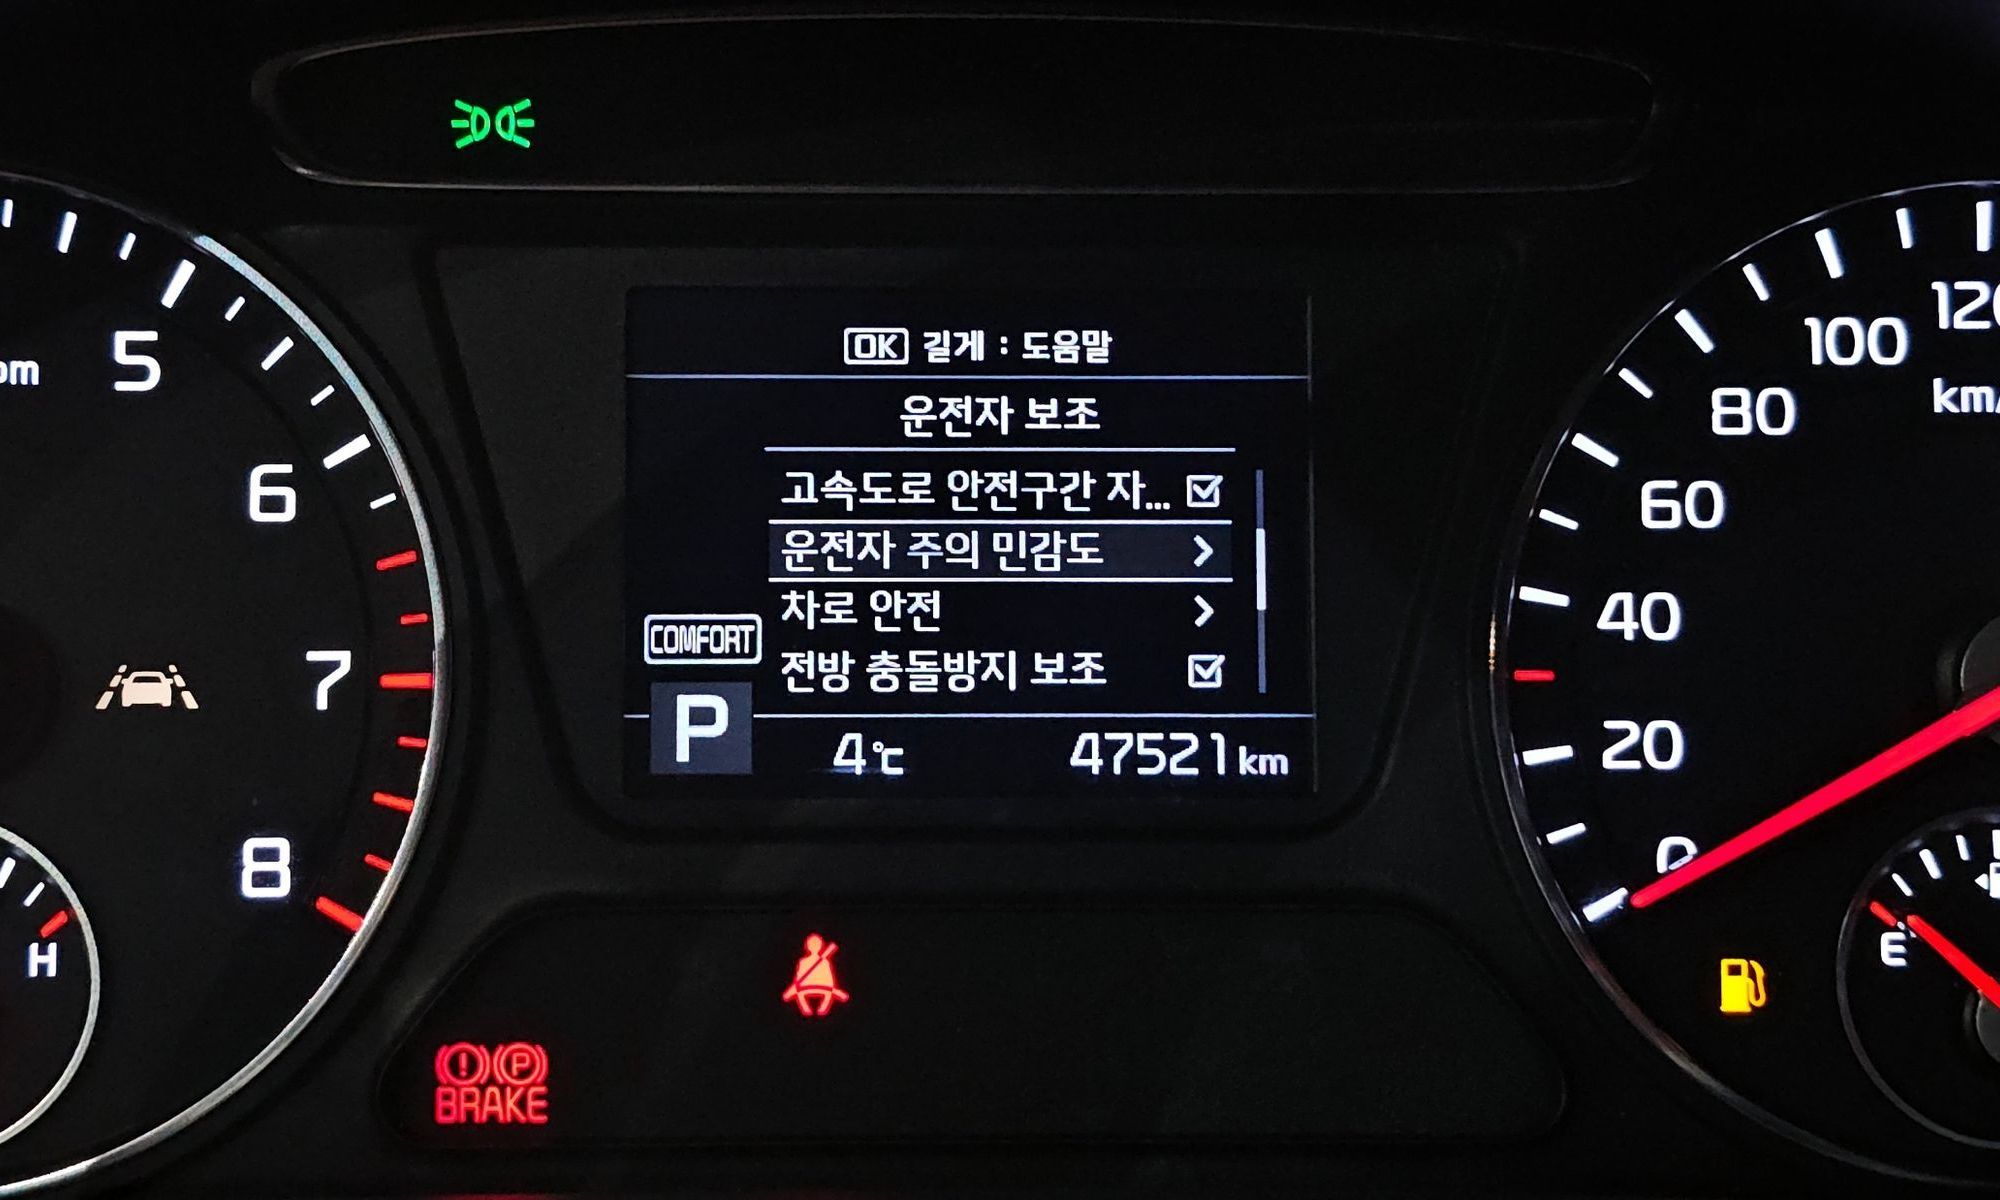 OK 길게 : 도움말
운전자 보조
고속도로 안전구간 자...
운전자 주의 민감도
차로 안전
전방 충돌방지 보조
COMFORT
P
4℃
47521 km
5
6
7
8
H
120
100
80
60
40
20
0
E
P
BRAKE